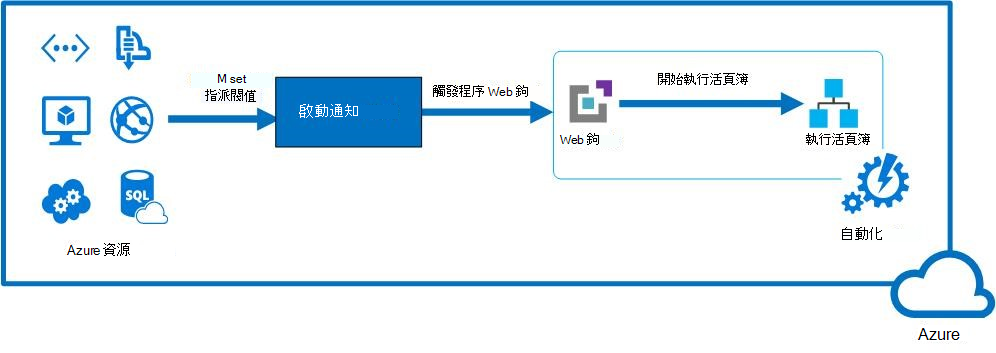 M set
指派閥值
啟動通知
觸發程序 Web 鉤
開始執行活頁簿
Web 鉤
執行活頁簿
SQL
Azure 資源
自動化
Azure